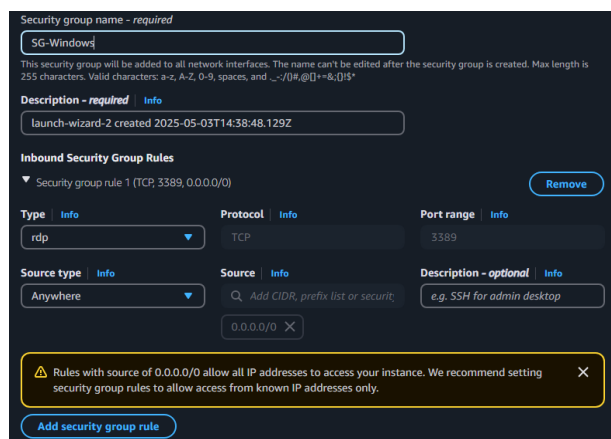 Security group name - required
SG-Windows
This security group will be added to all network interfaces. The name can't be edited after the security group is created. Max length is
255 characters. Valid characters: a-z, A-Z, 0-9, spaces, and ._-:/()#,@[]+=&;{}!$*
Description - required Info
launch-wizard-2 created 2025-05-03T14:38:48.129Z
Inbound Security Group Rules
Security group rule 1 (TCP, 3389, 0.0.0.0/0)
Remove
Type Info Protocol Info Port range Info
rdp TCP 3389
Source type Info Source Info Description - optional Info
Anywhere Add CIDR, prefix list or securit; e.g. SSH for admin desktop
0.0.0.0/0
Rules with source of 0.0.0.0/0 allow all IP addresses to access your instance. We recommend setting
security group rules to allow access from known IP addresses only.
Add security group rule